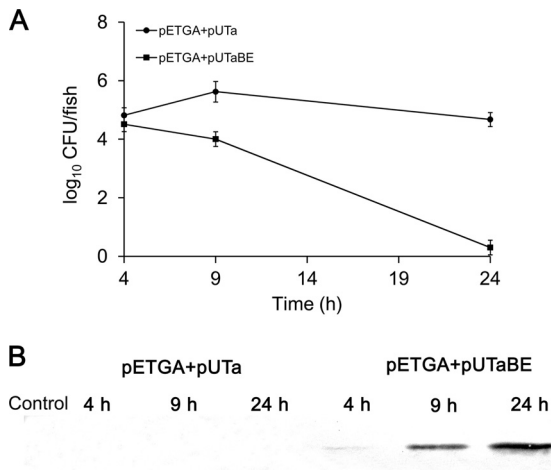 A
8
pETGA+pUTa
pETGA+pUTaBE
6
4
2
0
log10 CFU/fish
4 9 14 19 24
Time (h)
B
pETGA+pUTa pETGA+pUTaBE
Control 4 h 9 h 24 h 4 h 9 h 24 h